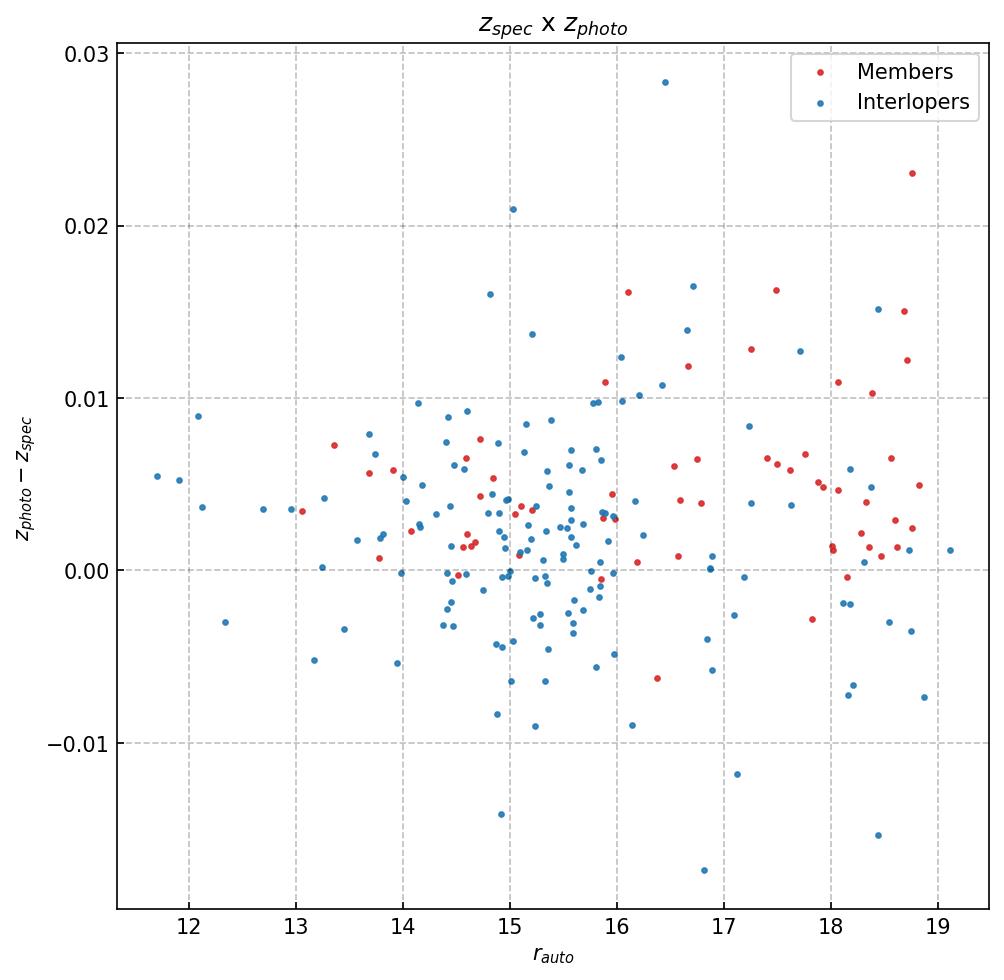 z_spec x z_photo
Members
Interlopers
z_photo − z_spec
0.03
0.02
0.01
0.00
−0.01
12 13 14 15 16 17 18 19
r_auto